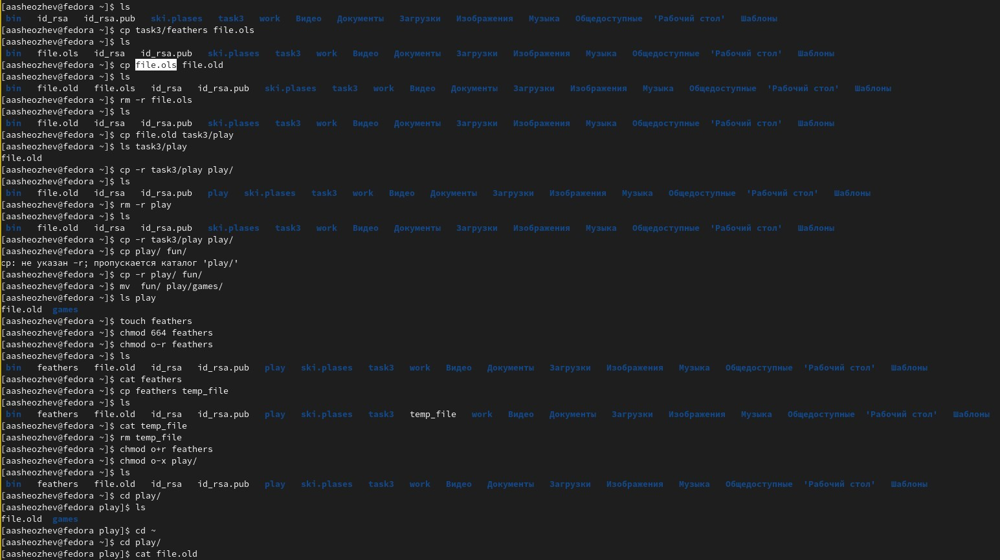 [aasheozhev@fedora ~]$ ls
bin id_rsa id_rsa.pub ski.plases task3 work Видео Документы Загрузки Изображения Музыка Общедоступные 'Рабочий стол' Шаблоны
[aasheozhev@fedora ~]$ cp task3/feathers file.ols
[aasheozhev@fedora ~]$ ls
bin file.ols id_rsa id_rsa.pub ski.plases task3 work Видео Документы Загрузки Изображения Музыка Общедоступные 'Рабочий стол' Шаблоны
[aasheozhev@fedora ~]$ cp file.ols file.old
[aasheozhev@fedora ~]$ ls
bin file.old file.ols id_rsa id_rsa.pub ski.plases task3 work Видео Документы Загрузки Изображения Музыка Общедоступные 'Рабочий стол' Шаблоны
[aasheozhev@fedora ~]$ rm -r file.ols
[aasheozhev@fedora ~]$ ls
bin file.old id_rsa id_rsa.pub ski.plases task3 work Видео Документы Загрузки Изображения Музыка Общедоступные 'Рабочий стол' Шаблоны
[aasheozhev@fedora ~]$ cp file.old task3/play
[aasheozhev@fedora ~]$ ls task3/play
file.old
[aasheozhev@fedora ~]$ cp -r task3/play play/
[aasheozhev@fedora ~]$ ls
bin file.old id_rsa id_rsa.pub play ski.plases task3 work Видео Документы Загрузки Изображения Музыка Общедоступные 'Рабочий стол' Шаблоны
[aasheozhev@fedora ~]$ rm -r play
[aasheozhev@fedora ~]$ ls
bin file.old id_rsa id_rsa.pub ski.plases task3 work Видео Документы Загрузки Изображения Музыка Общедоступные 'Рабочий стол' Шаблоны
[aasheozhev@fedora ~]$ cp -r task3/play play/
[aasheozhev@fedora ~]$ cp play/ fun/
cp: не указан -r; пропускается каталог 'play/'
[aasheozhev@fedora ~]$ cp -r play/ fun/
[aasheozhev@fedora ~]$ mv  fun/ play/games/
[aasheozhev@fedora ~]$ ls play
file.old games
[aasheozhev@fedora ~]$ touch feathers
[aasheozhev@fedora ~]$ chmod 664 feathers
[aasheozhev@fedora ~]$ chmod o-r feathers
[aasheozhev@fedora ~]$ ls
bin feathers file.old id_rsa id_rsa.pub play ski.plases task3 work Видео Документы Загрузки Изображения Музыка Общедоступные 'Рабочий стол' Шаблоны
[aasheozhev@fedora ~]$ cat feathers
[aasheozhev@fedora ~]$ cp feathers temp_file
[aasheozhev@fedora ~]$ ls
bin feathers file.old id_rsa id_rsa.pub play ski.plases task3 temp_file work Видео Документы Загрузки Изображения Музыка Общедоступные 'Рабочий стол' Шаблоны
[aasheozhev@fedora ~]$ cat temp_file
[aasheozhev@fedora ~]$ rm temp_file
[aasheozhev@fedora ~]$ chmod o+r feathers
[aasheozhev@fedora ~]$ chmod o-x play/
[aasheozhev@fedora ~]$ ls
bin feathers file.old id_rsa id_rsa.pub play ski.plases task3 work Видео Документы Загрузки Изображения Музыка Общедоступные 'Рабочий стол' Шаблоны
[aasheozhev@fedora ~]$ cd play/
[aasheozhev@fedora play]$ ls
file.old games
[aasheozhev@fedora play]$ cd ~
[aasheozhev@fedora ~]$ cd play/
[aasheozhev@fedora play]$ cat file.old